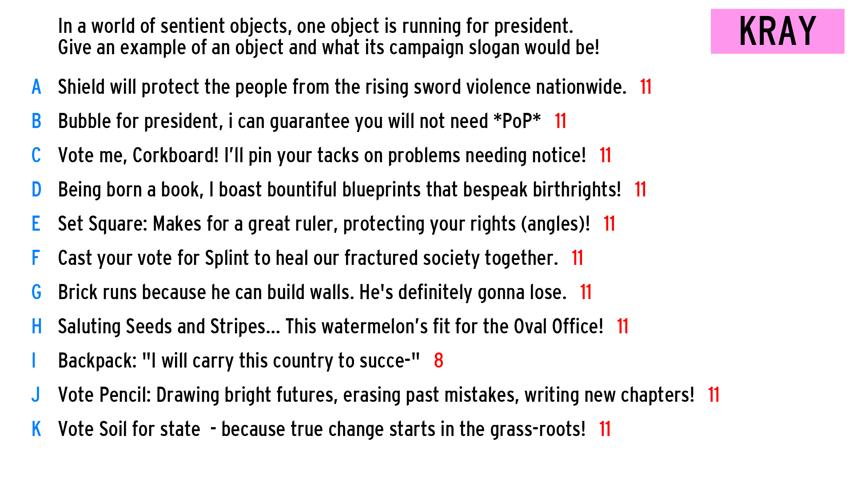 In a world of sentient objects, one object is running for president.
Give an example of an object and what its campaign slogan would be!
KRAY
A Shield will protect the people from the rising sword violence nationwide. 11
B Bubble for president, i can guarantee you will not need *PoP* 11
C Vote me, Corkboard! I'll pin your tacks on problems needing notice! 11
D Being born a book, I boast bountiful blueprints that bespeak birthrights! 11
E Set Square: Makes for a great ruler, protecting your rights (angles)! 11
F Cast your vote for Splint to heal our fractured society together. 11
G Brick runs because he can build walls. He's definitely gonna lose. 11
H Saluting Seeds and Stripes... This watermelon's fit for the Oval Office! 11
I Backpack: "I will carry this country to succe-" 8
J Vote Pencil: Drawing bright futures, erasing past mistakes, writing new chapters! 11
K Vote Soil for state - because true change starts in the grass-roots! 11